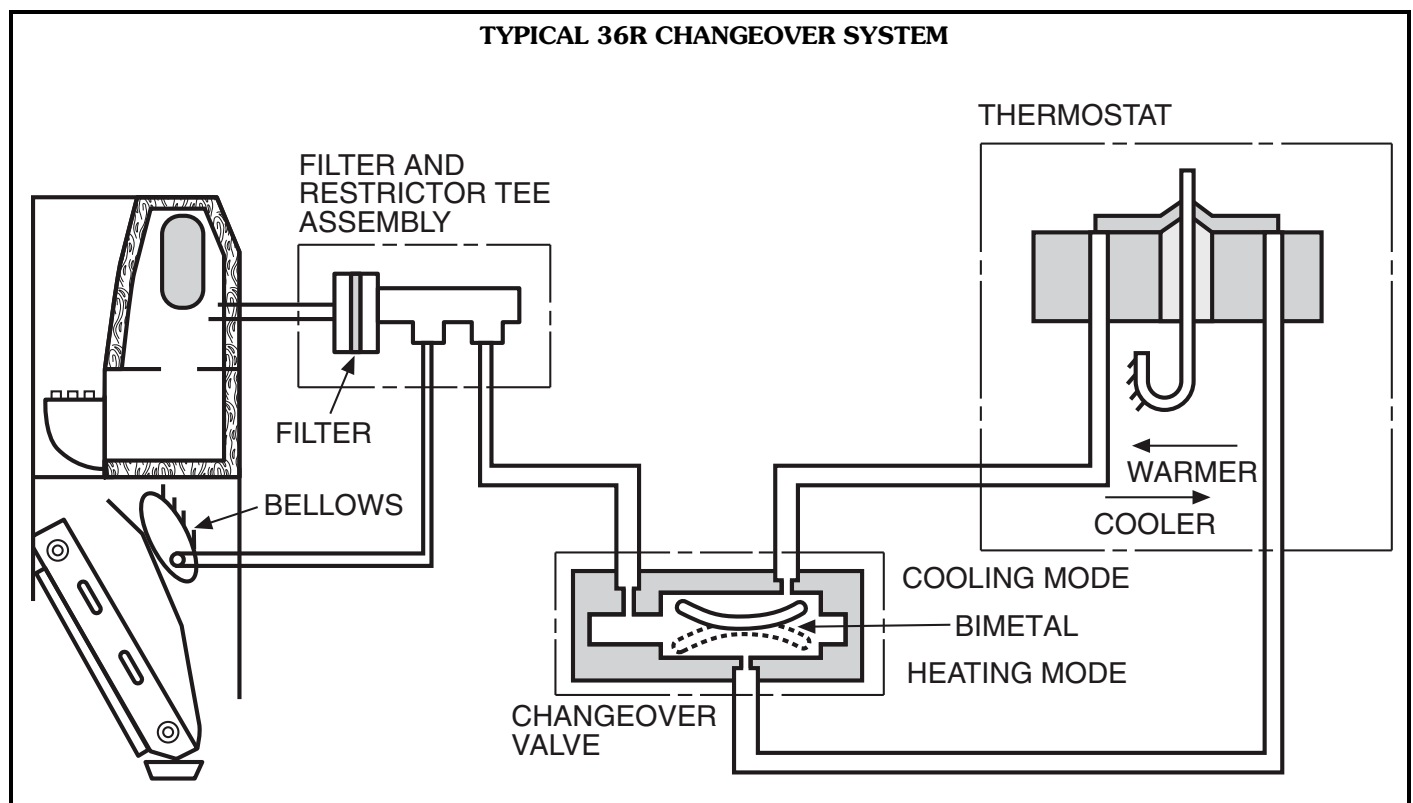 TYPICAL 36R CHANGEOVER SYSTEM
THERMOSTAT
FILTER AND
RESTRICTOR TEE
ASSEMBLY
FILTER
BELLOWS
WARMER
COOLER
COOLING MODE
BIMETAL
HEATING MODE
CHANGEOVER
VALVE